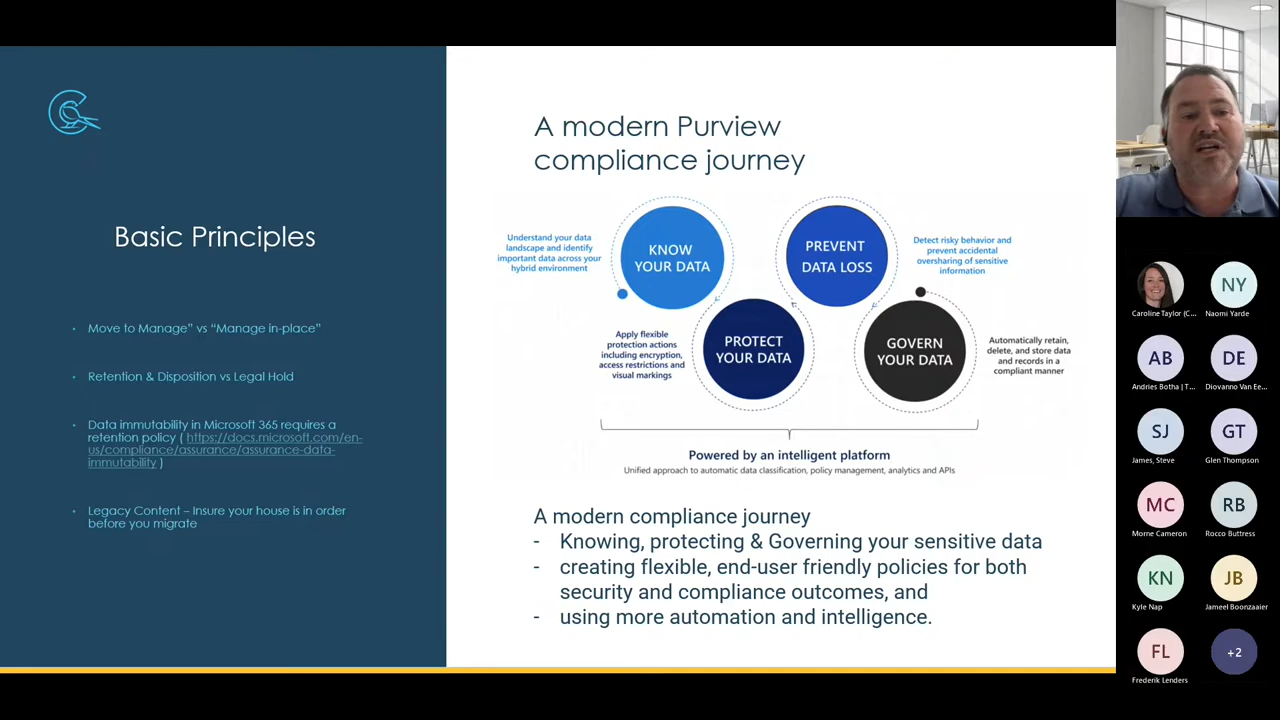 Basic Principles
Move to Manage” vs “Manage in-place”
Retention & Disposition vs Legal Hold
Data immutability in Microsoft 365 requires a
retention policy ( https://docs.microsoft.com/en-
us/compliance/assurance/assurance-data-
immutability )
Legacy Content – Insure your house is in order
before you migrate
A modern Purview
compliance journey
Understand your data
landscape and identify
important data across your
hybrid environment
KNOW
YOUR DATA
PREVENT
DATA LOSS
Detect risky behavior and
prevent accidental
oversharing of sensitive
information
Apply flexible
protection actions
including encryption,
access restrictions and
visual markings
PROTECT
YOUR DATA
GOVERN
YOUR DATA
Automatically retain,
delete, and store data
and records in a
compliant manner
Powered by an intelligent platform
Unified approach to automatic data classification, policy management, analytics and APIs
A modern compliance journey
- Knowing, protecting & Governing your sensitive data
- creating flexible, end-user friendly policies for both
security and compliance outcomes, and
- using more automation and intelligence.
Caroline Taylor (C...
NY
Naomi Yarde
AB
Andries Botha | T...
DE
Diovanno Van Ee...
SJ
James, Steve
GT
Glen Thompson
MC
Morne Cameron
RB
Rocco Buttress
KN
Kyle Nap
JB
Jameel Boonzaaier
FL
Frederik Lenders
+2